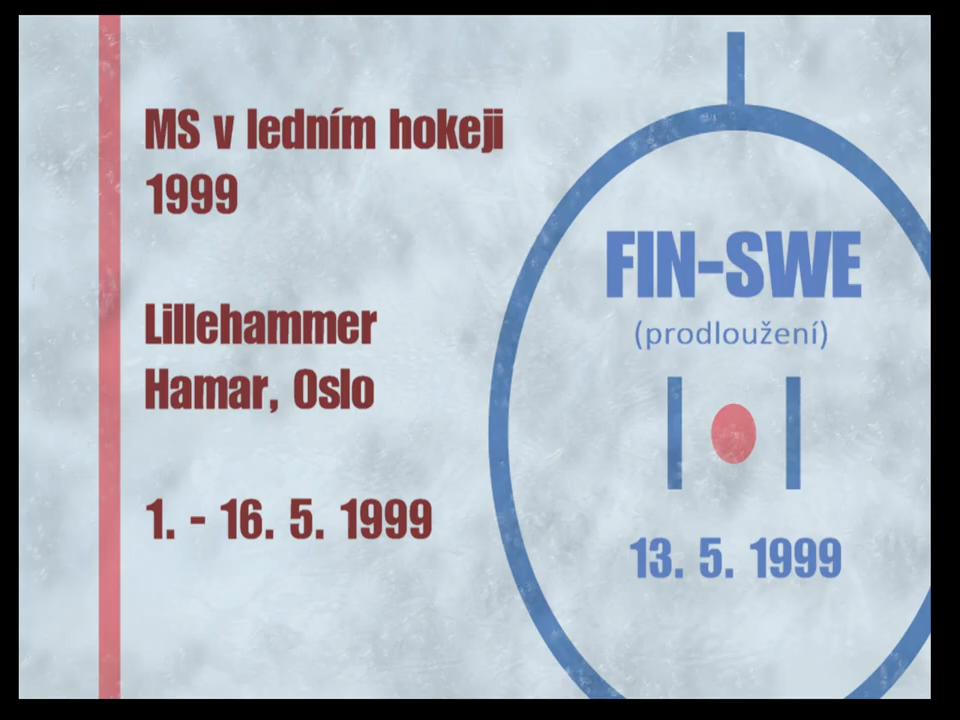 MS v ledním hokeji
1999
Lillehammer
Hamar, Oslo
1. - 16. 5. 1999
FIN-SWE
(prodloužení)
13. 5. 1999